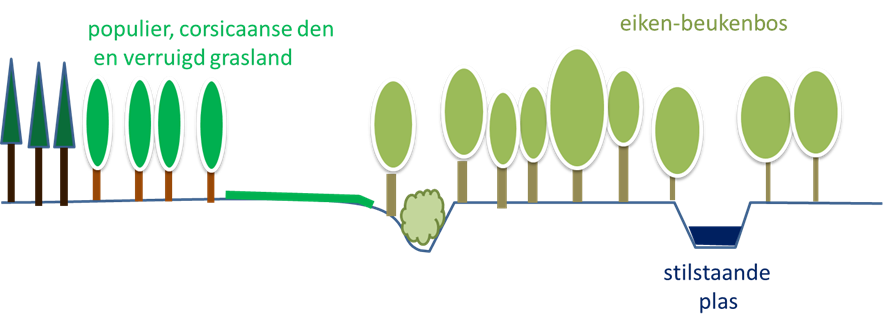 populier, corsicaanse den
en verruigd grasland
eiken-beukenbos
stilstaande
plas